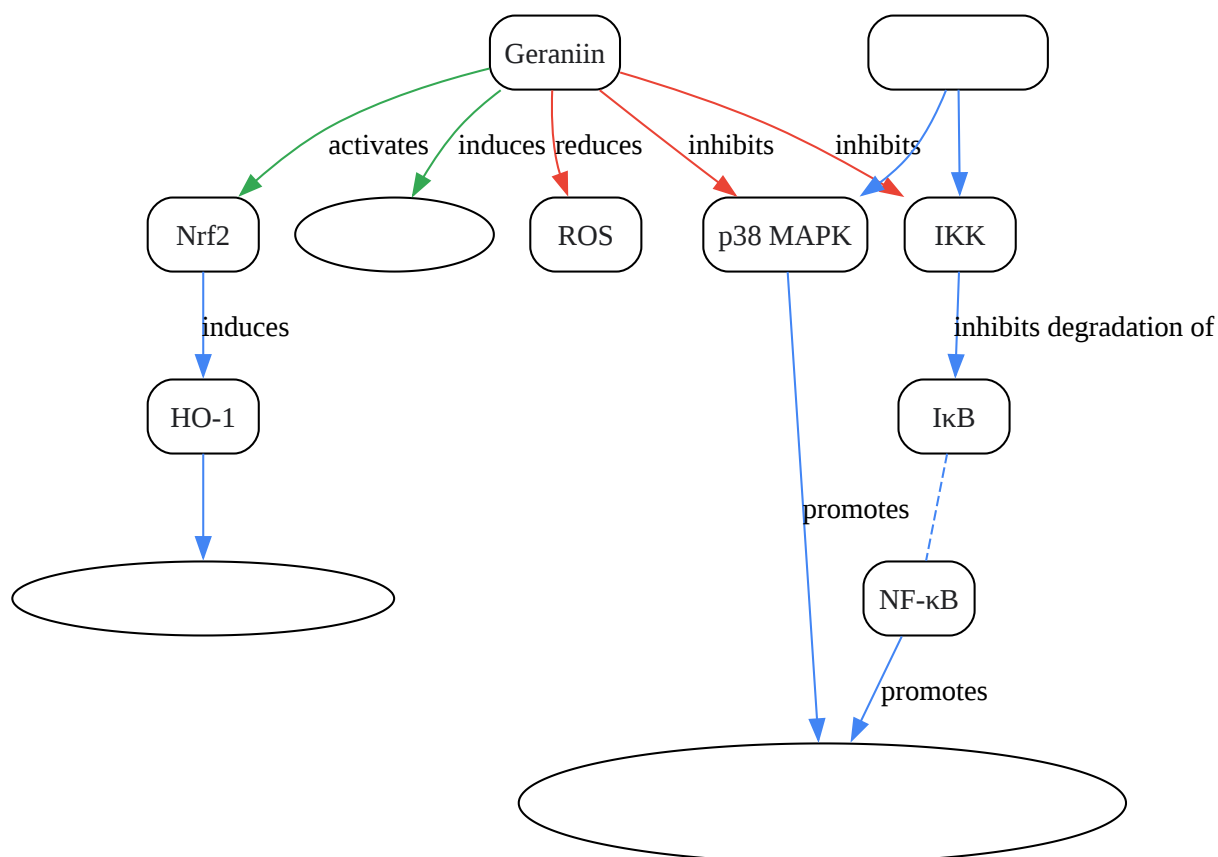 Geraniin
activates
induces
reduces
inhibits
inhibits
Nrf2
ROS
p38 MAPK
IKK
induces
inhibits degradation of
HO-1
IκB
promotes
NF-κB
promotes